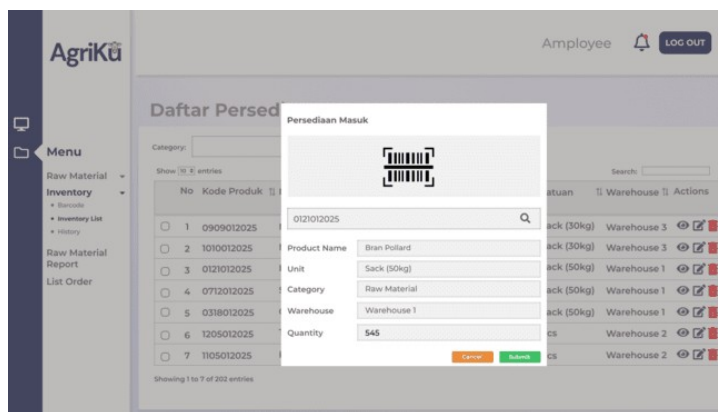 AgriKu
Amployee
LOG OUT
Daftar Persedi
Menu
Raw Material
Inventory
Barcode
Inventory List
History
Raw Material
Report
List Order
Category:
Show 10 entries
Search:
No Kode Produk
atuan Warehouse Actions
1 0909012025 ack (30kg) Warehouse 3
2 1010012025 ack (30kg) Warehouse 3
3 0121012025 ack (50kg) Warehouse 1
4 0712012025 ack (50kg) Warehouse 1
5 0318012025 ack (50kg) Warehouse 1
6 1205012025 cs Warehouse 2
7 1105012025 cs Warehouse 2
Showing 1 to 7 of 202 entries
Persediaan Masuk
0121012025
Product Name Bran Pollard
Unit Sack (50kg)
Category Raw Material
Warehouse Warehouse 1
Quantity 545
Cancel Submit